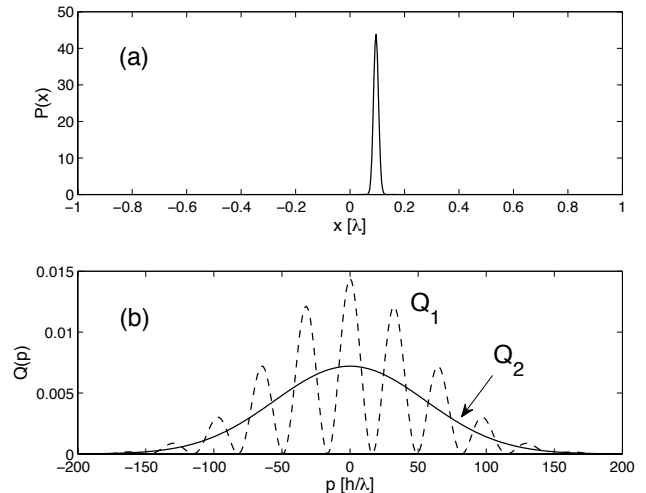 50
40
30
20
10
0
P(x)
(a)
−1 −0.8 −0.6 −0.4 −0.2 0 0.2 0.4 0.6 0.8 1
x [λ]
0.015
0.01
0.005
0
Q(p)
(b)
Q1
Q2
−200 −150 −100 −50 0 50 100 150 200
p [h/λ]